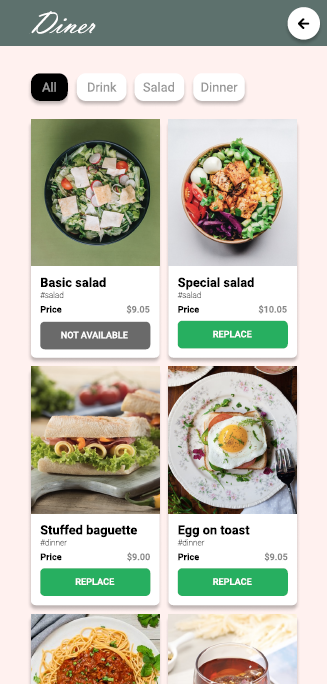 Diner
All Drink Salad Dinner
Basic salad
#salad
Price $9.05
NOT AVAILABLE
Special salad
#salad
Price $10.05
REPLACE
Stuffed baguette
#dinner
Price $9.00
REPLACE
Egg on toast
#dinner
Price $9.05
REPLACE